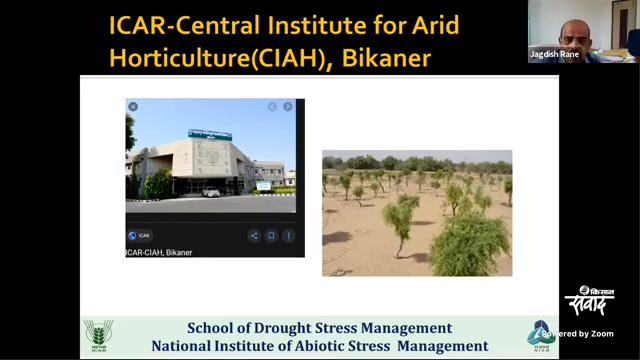 ICAR-Central Institute for Arid
Horticulture(CIAH), Bikaner
Jagdish Rane
ICAR
ICAR-CIAH, Bikaner
किसान
संवाद
Powered by Zoom
School of Drought Stress Management
National Institute of Abiotic Stress Management
ICAR